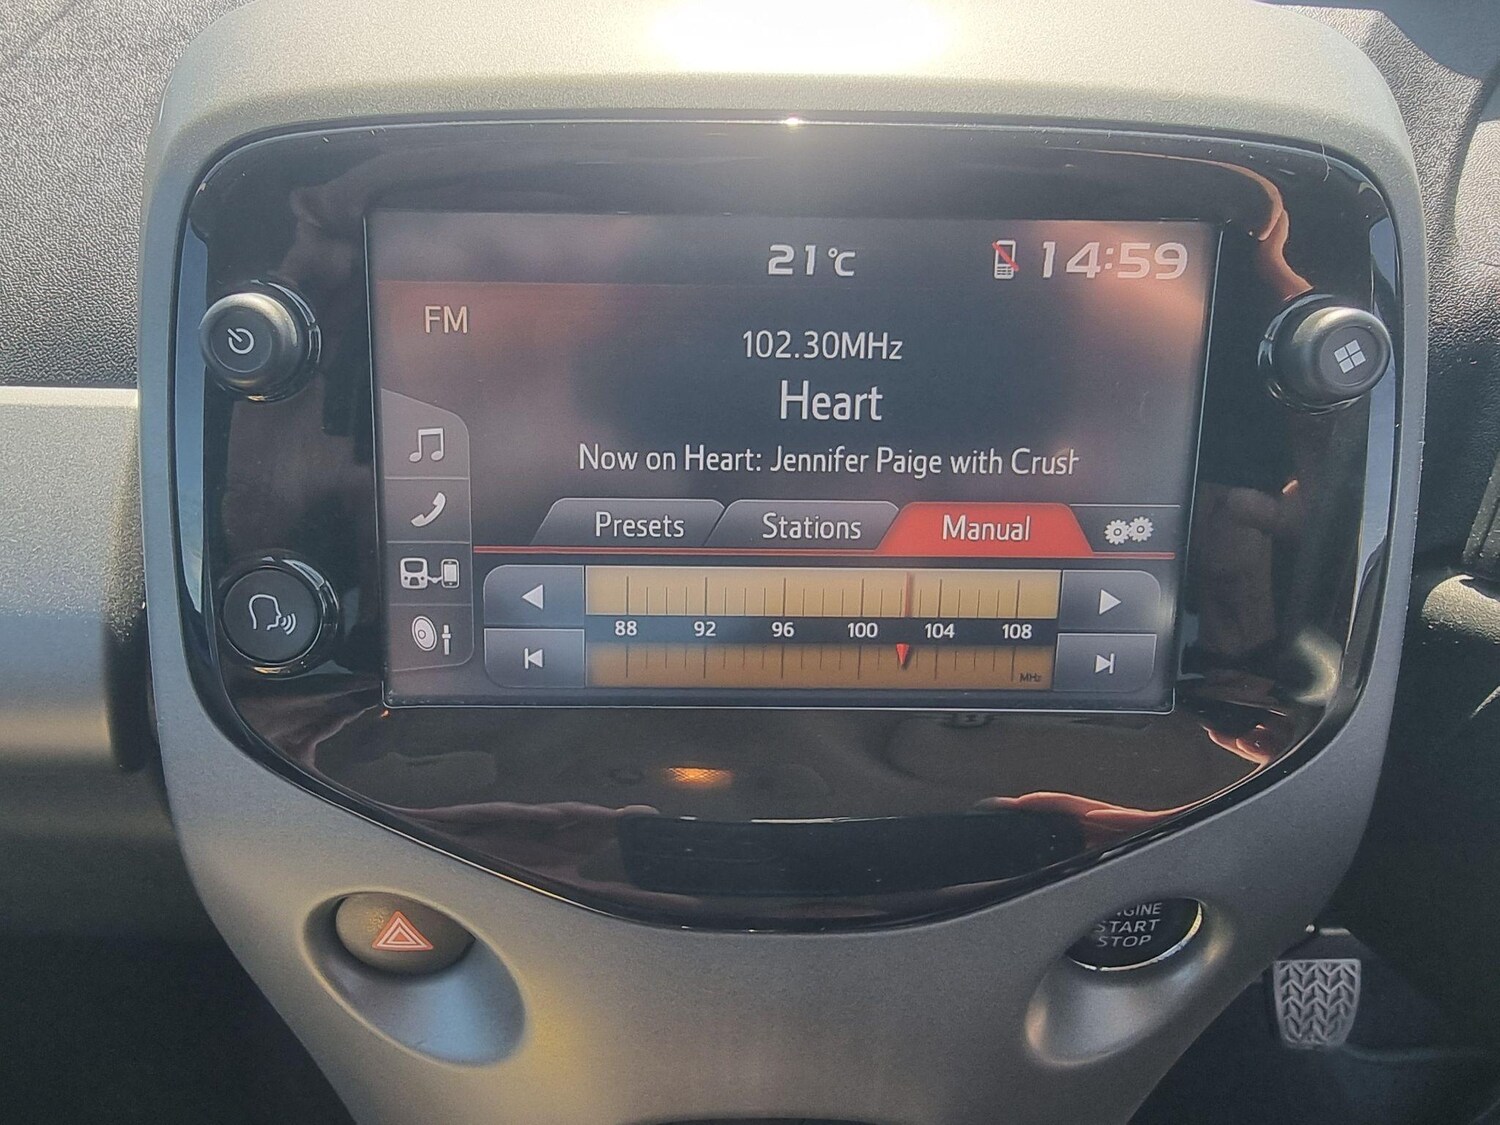 21°C 14:59
FM
102.30MHz
Heart
Now on Heart: Jennifer Paige with Crush
Presets Stations Manual
88 92 96 100 104 108
MHz
START
STOP